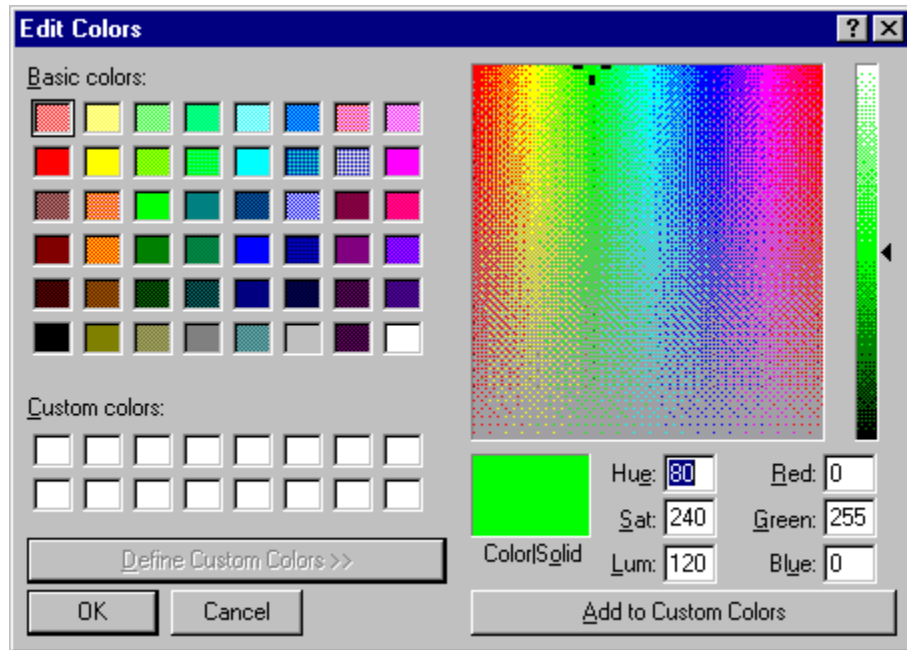 Edit Colors
Basic colors:
Custom colors:
Define Custom Colors >>
OK Cancel
Hue: 80 Red: 0
Sat: 240 Green: 255
Color|Solid
Lum: 120 Blue: 0
Add to Custom Colors